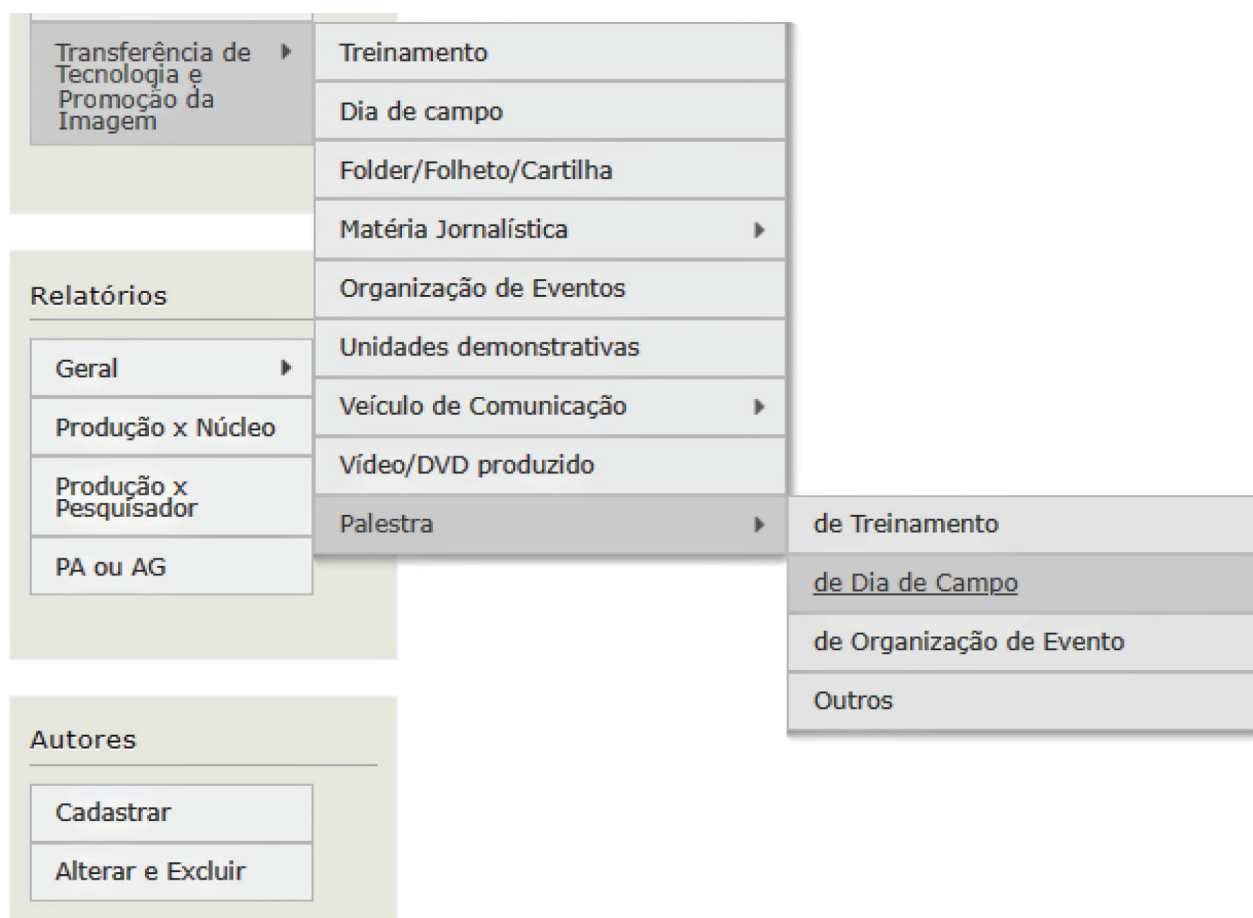 Transferência de
Tecnologia e
Promoção da
Imagem
Treinamento
Dia de campo
Folder/Folheto/Cartilha
Matéria Jornalística
Organização de Eventos
Unidades demonstrativas
Veículo de Comunicação
Vídeo/DVD produzido
Palestra
de Treinamento
de Dia de Campo
de Organização de Evento
Outros
Relatórios
Geral
Produção x Núcleo
Produção x
Pesquisador
PA ou AG
Autores
Cadastrar
Alterar e Excluir